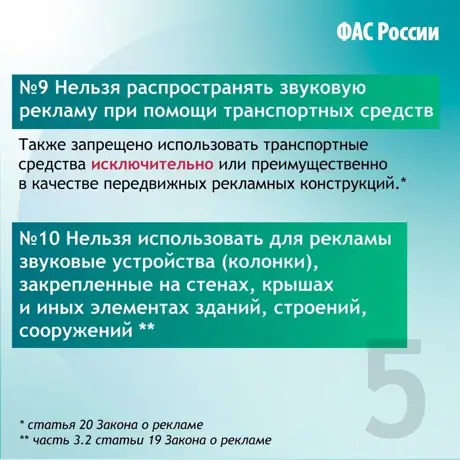 ФАС России
№9 Нельзя распространять звуковую
рекламу при помощи транспортных средств
Также запрещено использовать транспортные
средства исключительно или преимущественно
в качестве передвижных рекламных конструкций.*
№10 Нельзя использовать для рекламы
звуковые устройства (колонки),
закрепленные на стенах, крышах
и иных элементах зданий, строений,
сооружений **
5
* статья 20 Закона о рекламе
** часть 3.2 статьи 19 Закона о рекламе